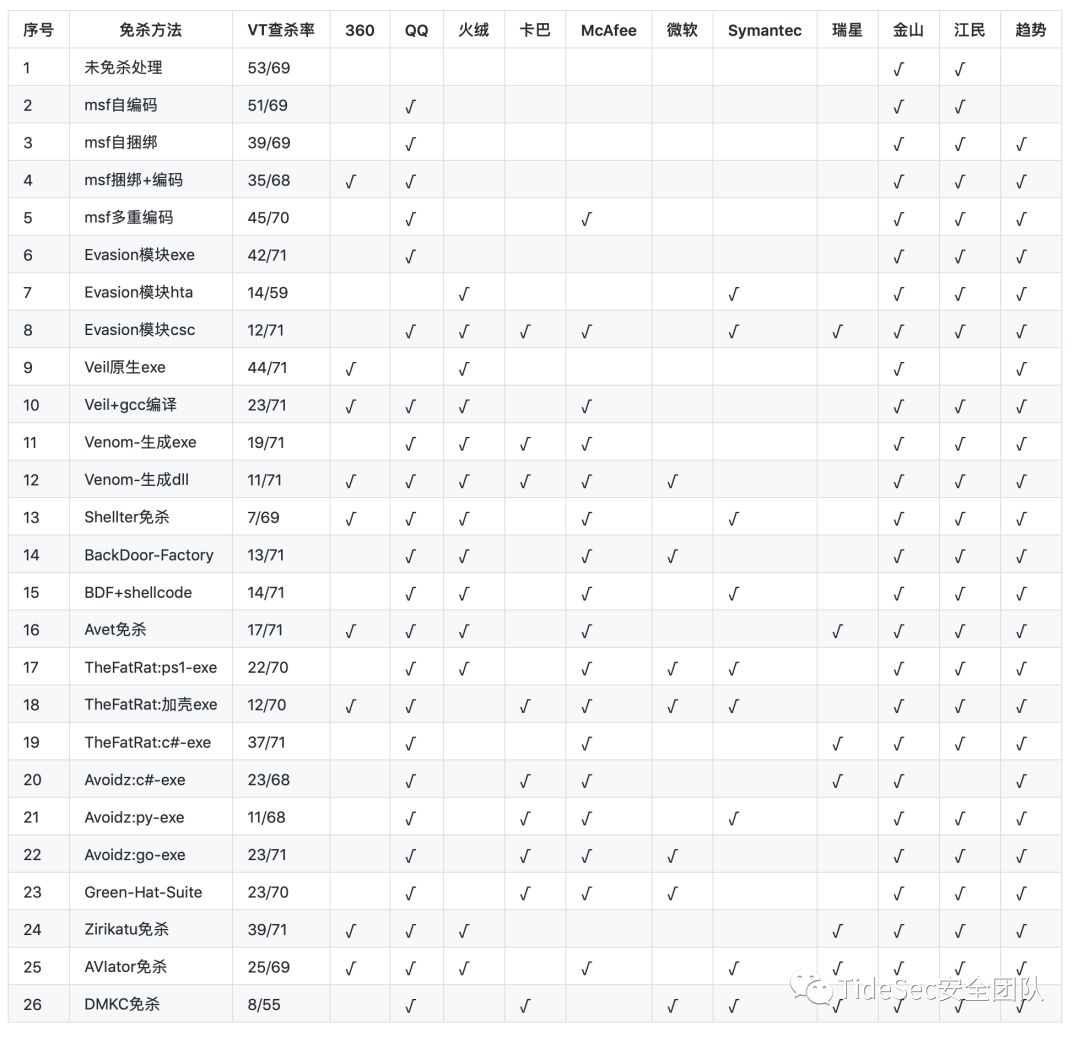 序号 免杀方法 VT查杀率 360 QQ 火绒 卡巴 McAfee 微软 Symantec 瑞星 金山 江民 趋势
1 未免杀处理 53/69 √ √
2 msf自编码 51/69 √ √ √
3 msf自捆绑 39/69 √ √ √ √
4 msf捆绑+编码 35/68 √ √ √ √ √
5 msf多重编码 45/70 √ √ √ √ √
6 Evasion模块exe 42/71 √ √ √ √
7 Evasion模块hta 14/59 √ √ √ √ √
8 Evasion模块csc 12/71 √ √ √ √ √ √ √ √ √
9 Veil原生exe 44/71 √ √ √ √
10 Veil+gcc编译 23/71 √ √ √ √ √ √ √
11 Venom-生成exe 19/71 √ √ √ √ √ √ √
12 Venom-生成dll 11/71 √ √ √ √ √ √ √ √ √
13 Shellter免杀 7/69 √ √ √ √ √ √ √ √
14 BackDoor-Factory 13/71 √ √ √ √ √ √ √
15 BDF+shellcode 14/71 √ √ √ √ √ √ √
16 Avet免杀 17/71 √ √ √ √ √ √ √ √
17 TheFatRat:ps1-exe 22/70 √ √ √ √ √ √ √ √
18 TheFatRat:加壳exe 12/70 √ √ √ √ √ √ √ √ √
19 TheFatRat:c#-exe 37/71 √ √ √ √ √ √
20 Avoidz:c#-exe 23/68 √ √ √ √ √ √
21 Avoidz:py-exe 11/68 √ √ √ √ √ √ √
22 Avoidz:go-exe 23/71 √ √ √ √ √ √ √
23 Green-Hat-Suite 23/70 √ √ √ √ √ √ √
24 Zirikatu免杀 39/71 √ √ √ √ √ √ √
25 AVIator免杀 25/69 √ √ √ √ √ √ √ √ √
26 DMKC免杀 8/55 √ √ √ √ √ √ √ √
TideSec安全团队